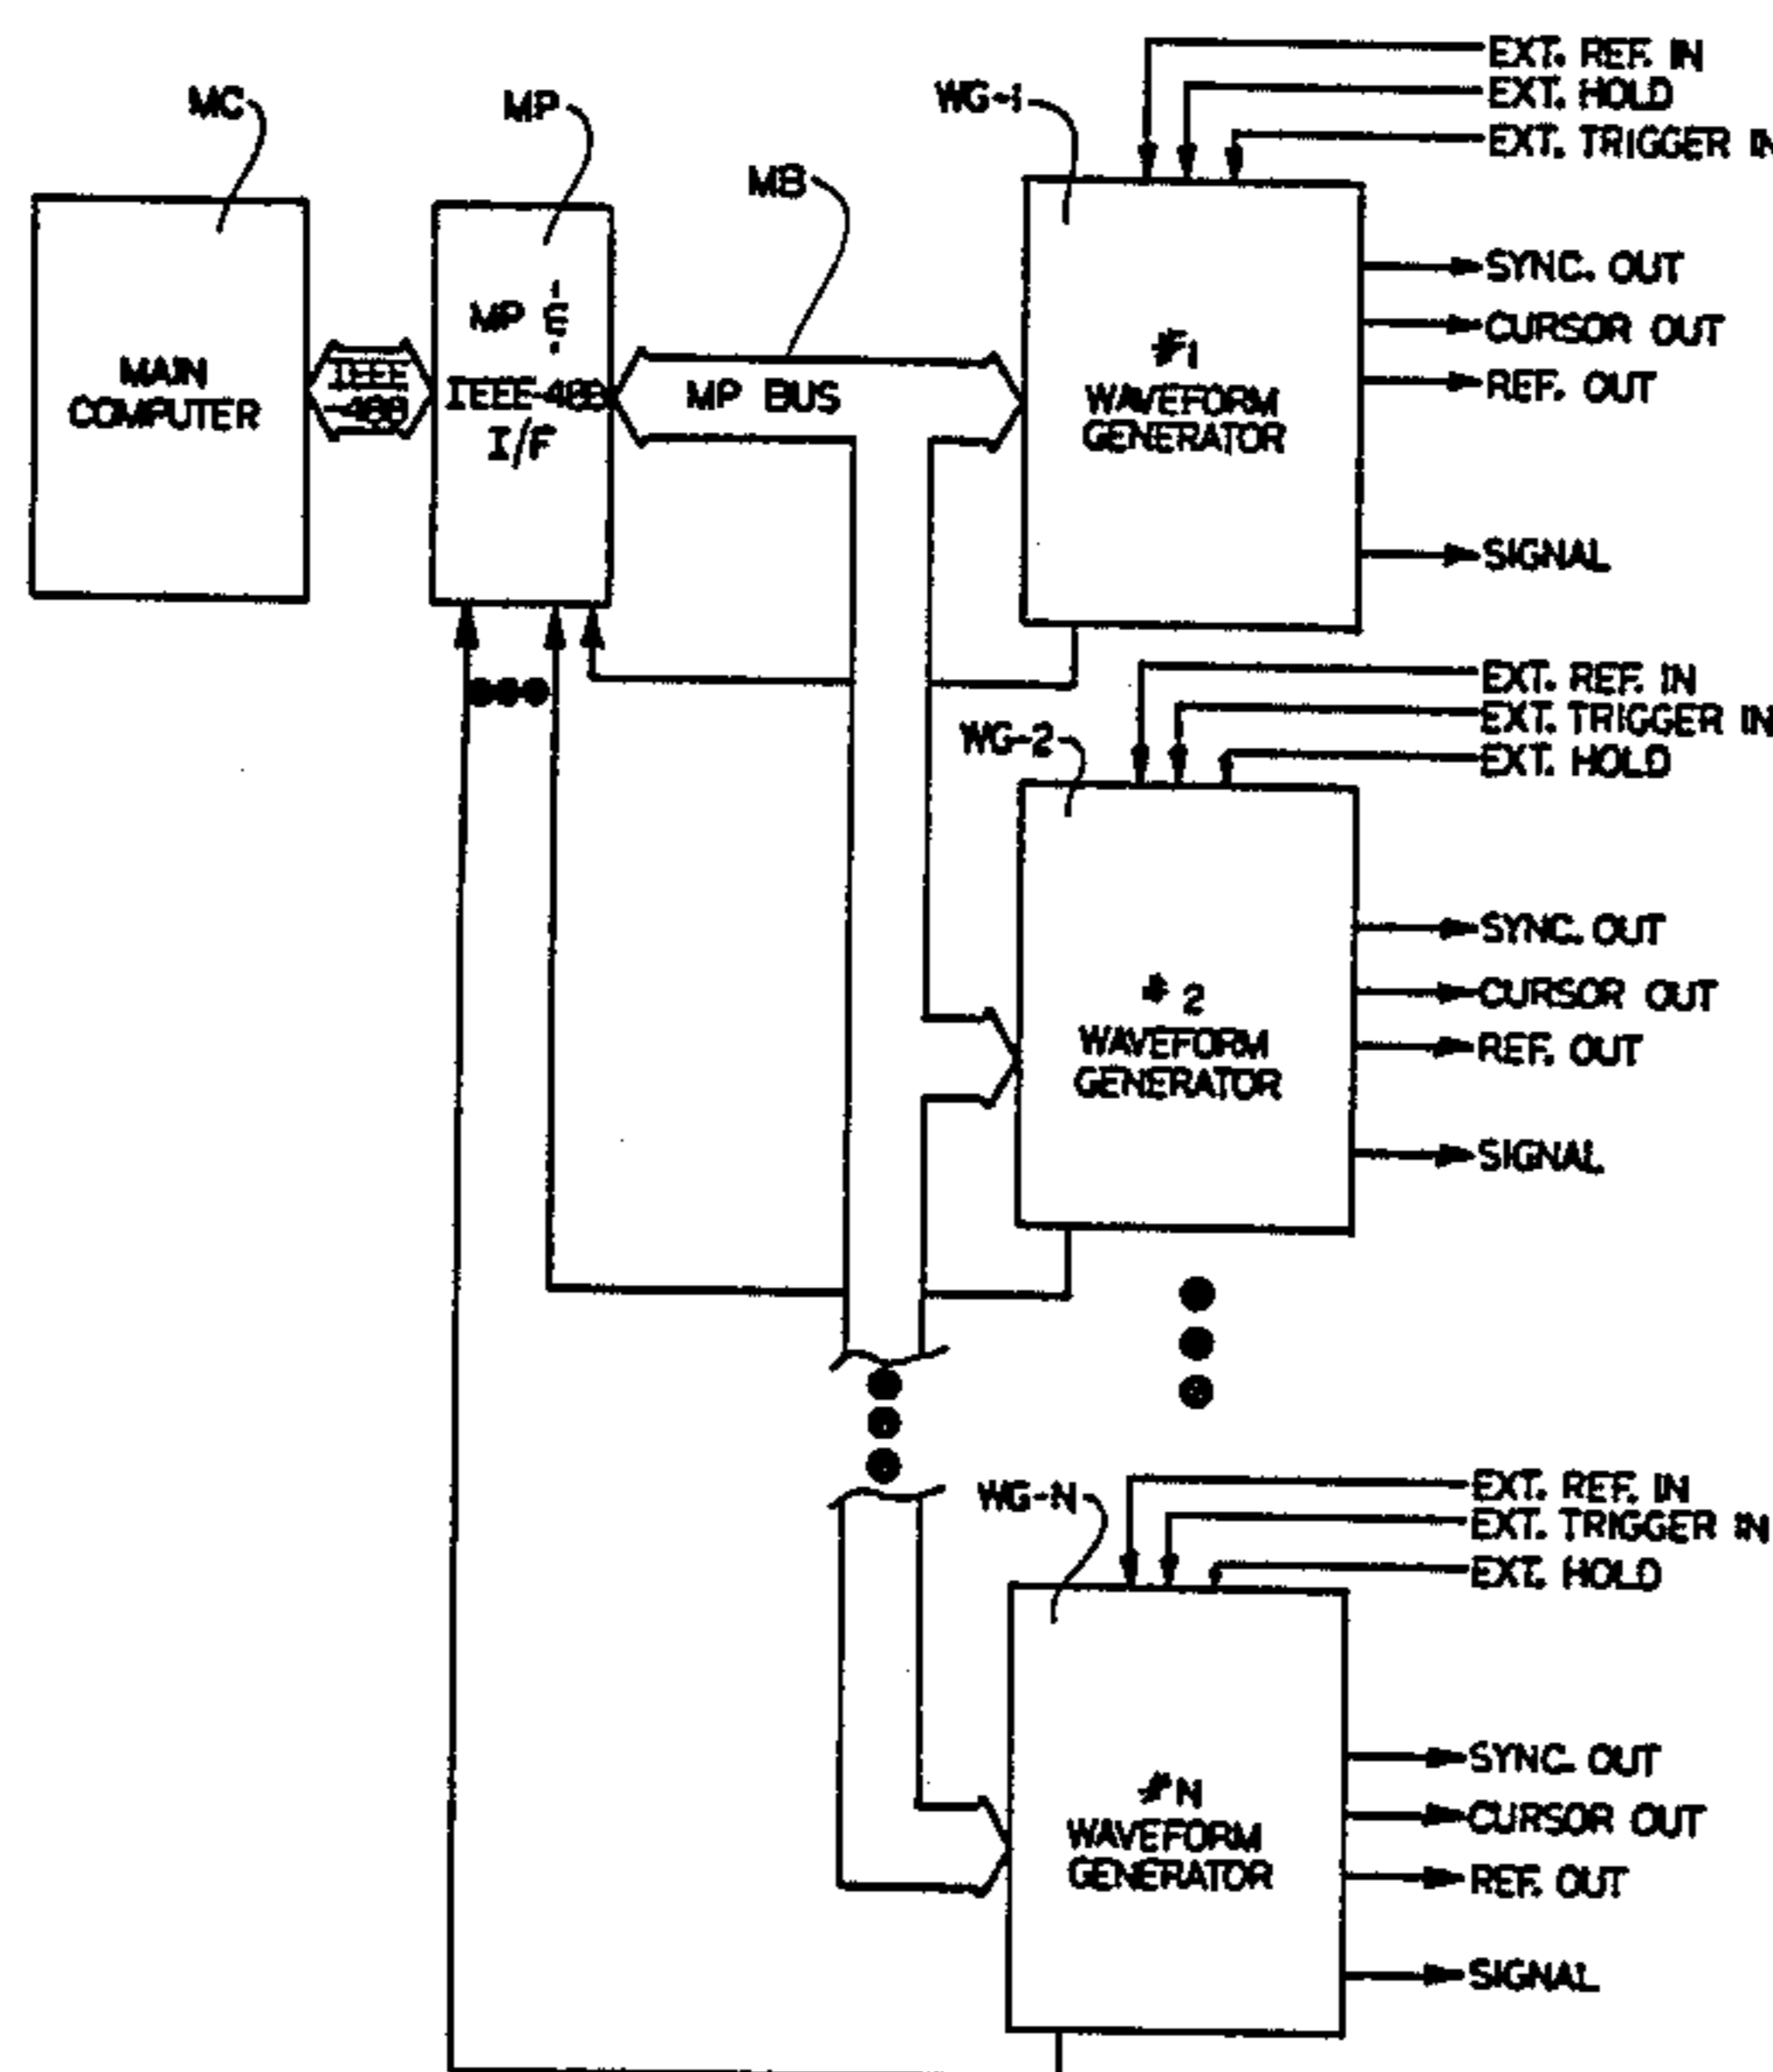 MC
MP
MB
WG-1
EXT. REF. IN
EXT. HOLD
EXT. TRIGGER IN
MAIN
COMPUTER
IEEE
-488
MP &
IEEE-488
I/F
MP BUS
#1
WAVEFORM
GENERATOR
SYNC. OUT
CURSOR OUT
REF. OUT
SIGNAL
WG-2
EXT. REF. IN
EXT. TRIGGER IN
EXT. HOLD
#2
WAVEFORM
GENERATOR
SYNC. OUT
CURSOR OUT
REF. OUT
SIGNAL
WG-N
EXT. REF. IN
EXT. TRIGGER IN
EXT. HOLD
#N
WAVEFORM
GENERATOR
SYNC. OUT
CURSOR OUT
REF. OUT
SIGNAL